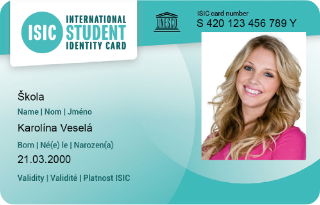 ISIC
INTERNATIONAL
STUDENT
IDENTITY CARD
UNESCO
ISIC card number
S 420 123 456 789 Y
Škola
Name | Nom | Jméno
Karolína Veselá
Born | Né(e) le | Narozen(a)
21.03.2000
Validity | Validité | Platnost ISIC